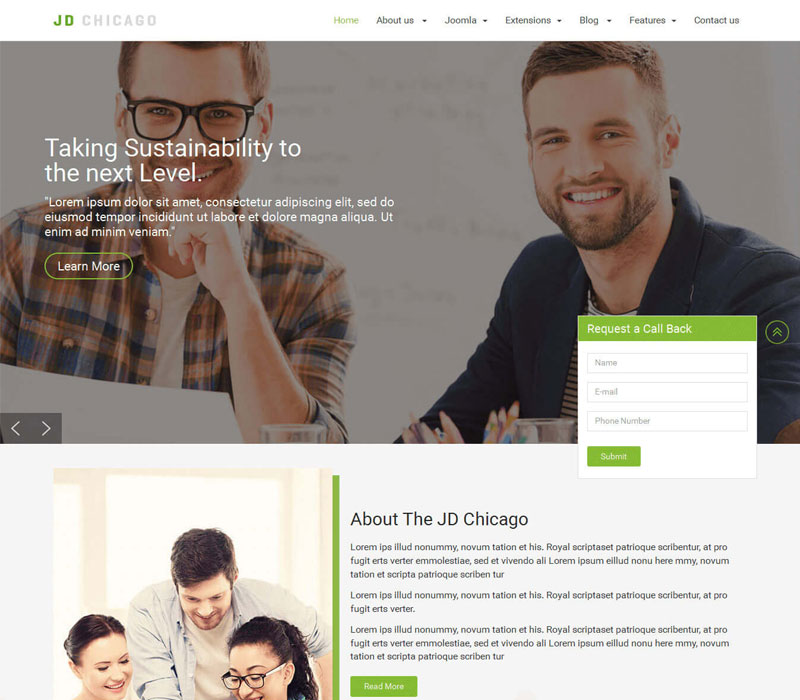 JD CHICAGO
Home
About us
Joomla
Extensions
Blog
Features
Contact us
Taking Sustainability to
the next Level.
"Lorem ipsum dolor sit amet, consectetur adipiscing elit, sed do
eiusmod tempor incididunt ut labore et dolore magna aliqua. Ut
enim ad minim veniam."
Learn More
Request a Call Back
Name
E-mail
Phone Number
Submit
About The JD Chicago
Lorem ips illud nonummy, novum tation et his. Royal scriptaset patrioque scribentur, at pro
fugit erts verter emmolestiae, sed et vivendo ali Lorem ipsum eillud nonu here mmy, novum
tation et scripta patrioque scribentur tur
Lorem ips illud nonummy, novum tation et his. Royal scriptaset patrioque scribentur, at pro
fugit erts verter.
Lorem ips illud nonummy, novum tation et his. Royal scriptaset patrioque scribentur, at pro
fugit erts verter emmolestiae, sed et vivendo ali Lorem ipsum eillud nonu here mmy, novum
tation et scripta patrioque scribentur tur
Read More